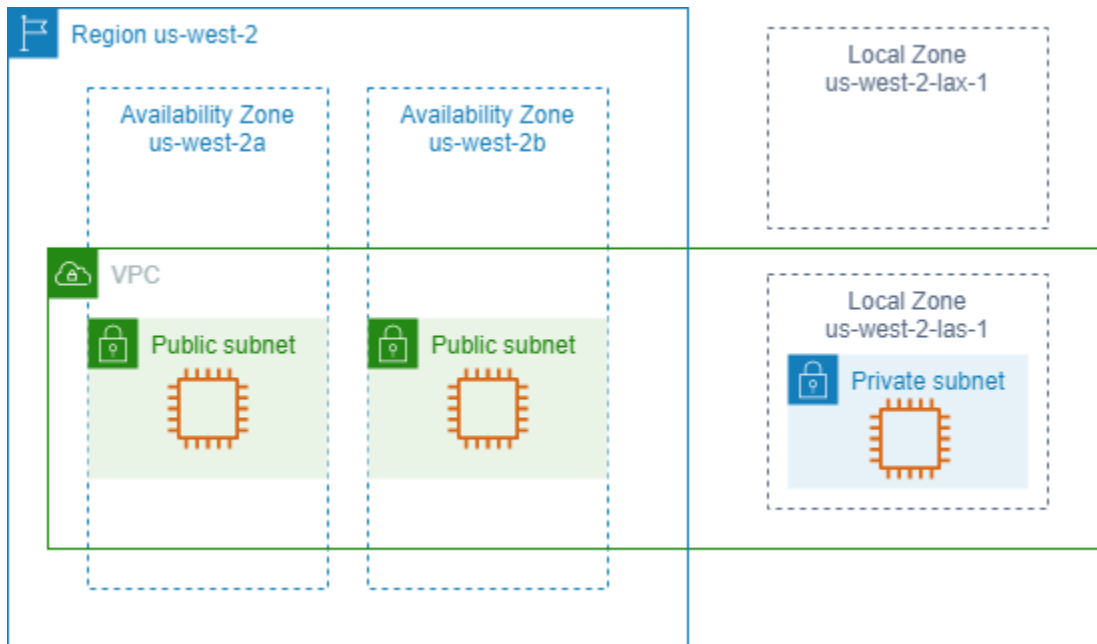 Region us-west-2
Local Zone
us-west-2-lax-1
Availability Zone
us-west-2a
Availability Zone
us-west-2b
VPC
Local Zone
us-west-2-las-1
Public subnet
Public subnet
Private subnet